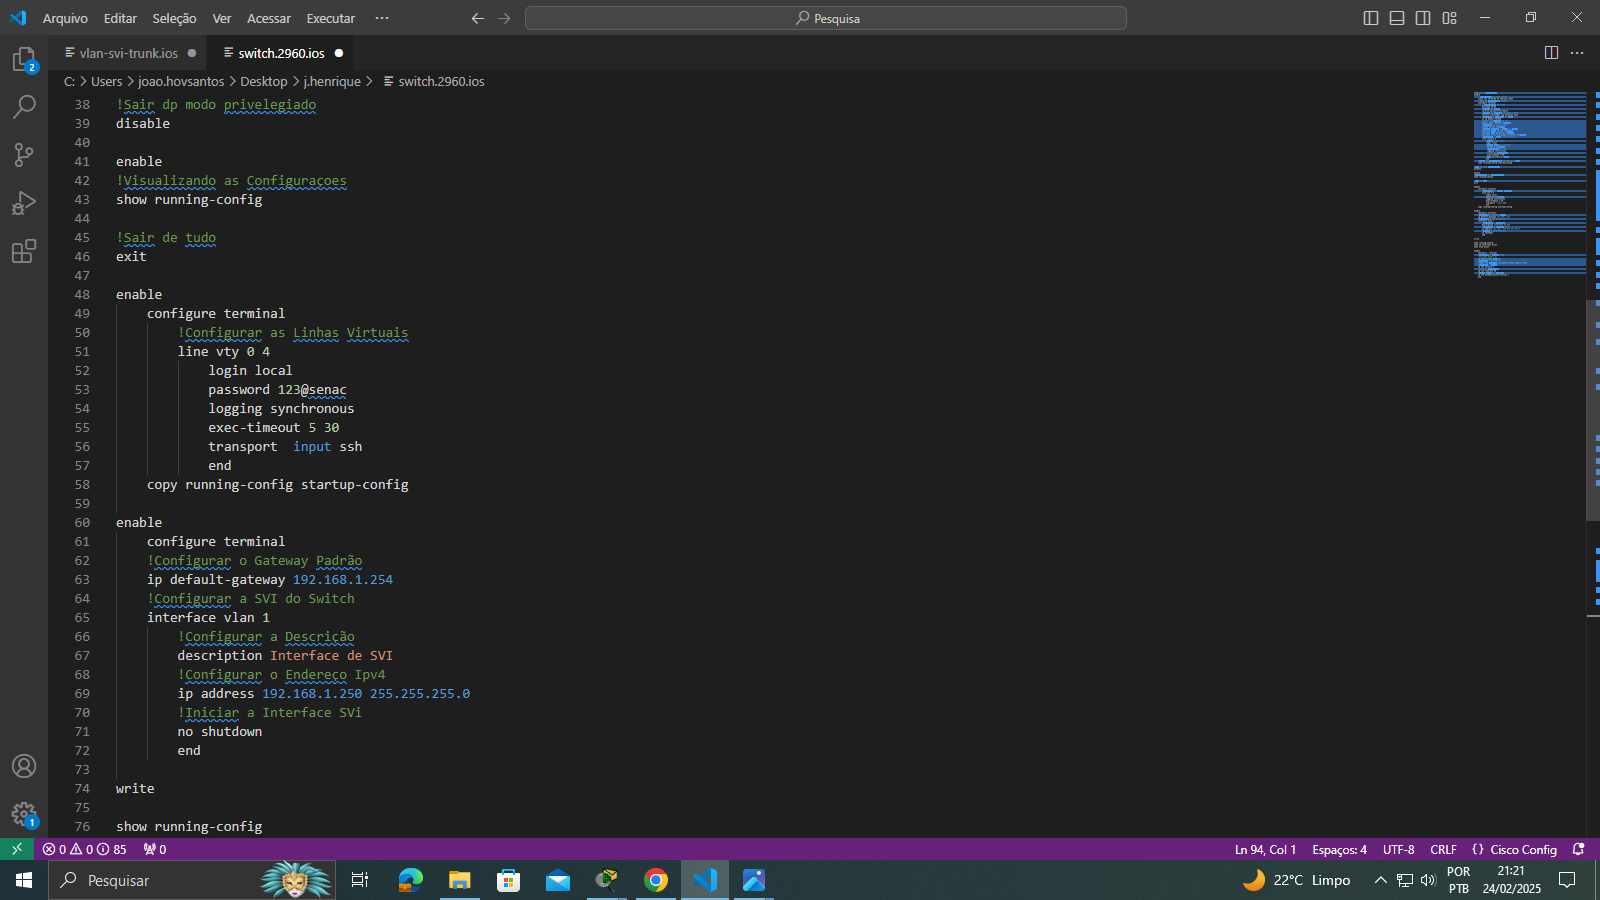 Arquivo Editar Seleção Ver Acessar Executar ··· Pesquisa
vlan-svi-trunk.ios switch.2960.ios
C: > Users > joao.hovsantos > Desktop > j.henrique > switch.2960.ios
38 !Sair dp modo privelegiado
39 disable
40
41 enable
42 !Visualizando as Configuraçoes
43 show running-config
44
45 !Sair de tudo
46 exit
47
48 enable
49 configure terminal
50 !Configurar as Linhas Virtuais
51 line vty 0 4
52 login local
53 password 123@senac
54 logging synchronous
55 exec-timeout 5 30
56 transport  input ssh
57 end
58 copy running-config startup-config
59
60 enable
61 configure terminal
62 !Configurar o Gateway Padrão
63 ip default-gateway 192.168.1.254
64 !Configurar a SVI do Switch
65 interface vlan 1
66 !Configurar a Descrição
67 description Interface de SVI
68 !Configurar o Endereço Ipv4
69 ip address 192.168.1.250 255.255.255.0
70 !Iniciar a Interface SVi
71 no shutdown
72 end
73
74 write
75
76 show running-config
2
1
0 0 85 0 Ln 94, Col 1 Espaços: 4 UTF-8 CRLF {} Cisco Config
Pesquisar 22°C Limpo POR PTB 21:21 24/02/2025